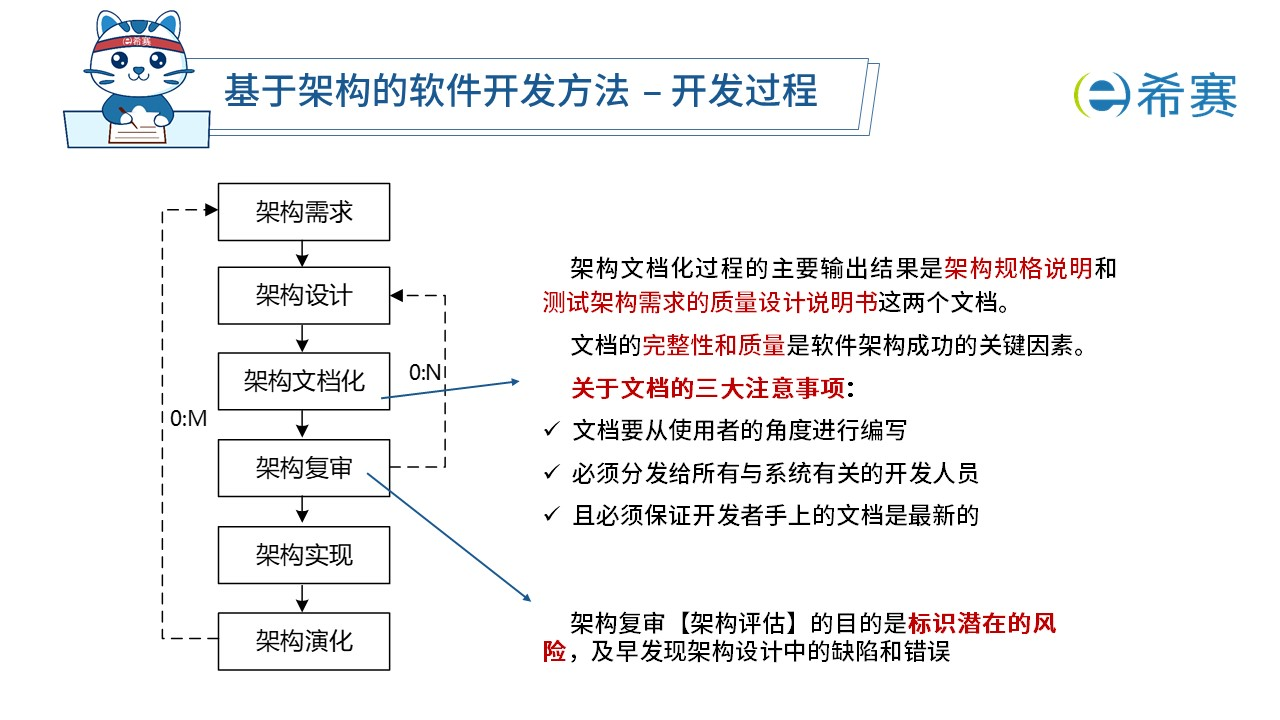 希赛
基于架构的软件开发方法 – 开发过程
希赛
架构需求
架构设计
架构文档化
0:N
0:M
架构复审
架构实现
架构演化
架构文档化过程的主要输出结果是架构规格说明和
测试架构需求的质量设计说明书这两个文档。
文档的完整性和质量是软件架构成功的关键因素。
关于文档的三大注意事项：
✓ 文档要从使用者的角度进行编写
✓ 必须分发给所有与系统有关的开发人员
✓ 且必须保证开发者手上的文档是最新的
架构复审【架构评估】的目的是标识潜在的风
险，及早发现架构设计中的缺陷和错误